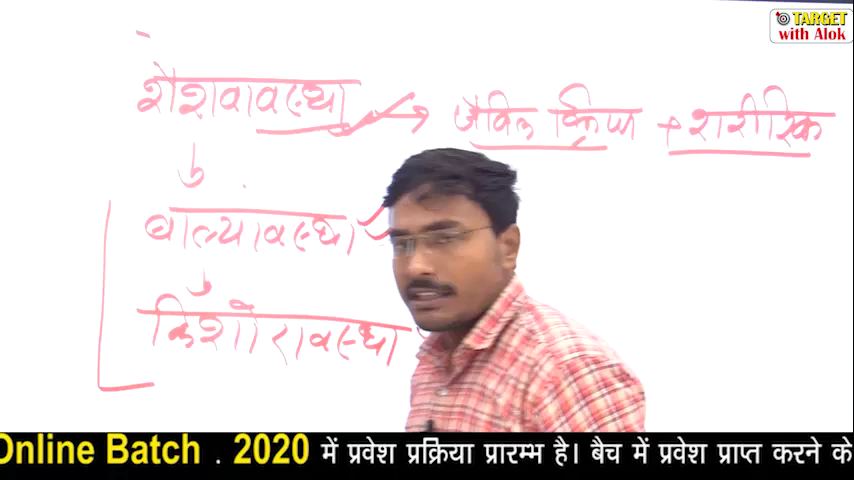 TARGET
with Alok
शैशवावस्था → जैविक क्रिया + शारीरिक
बाल्यावस्था
किशोरावस्था
Online Batch . 2020 में प्रवेश प्रक्रिया प्रारम्भ है। बैच में प्रवेश प्राप्त करने के